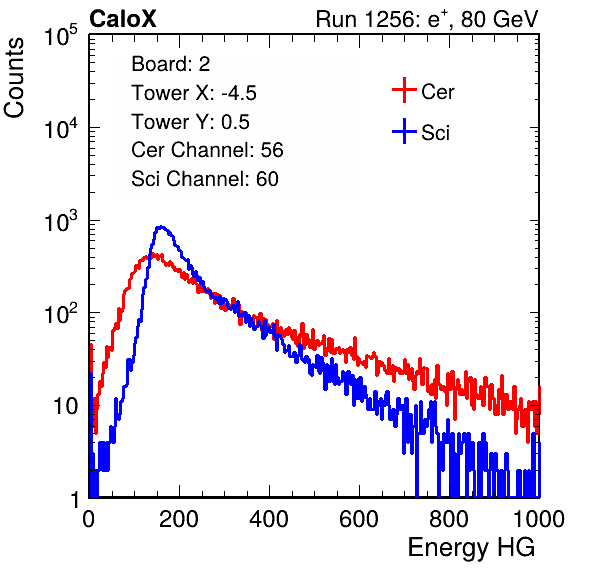 CaloX Run 1256: e⁺, 80 GeV
Counts
10⁵
10⁴
10³
10²
10
1
Board: 2
Tower X: -4.5
Tower Y: 0.5
Cer Channel: 56
Sci Channel: 60
Cer
Sci
0 200 400 600 800 1000
Energy HG